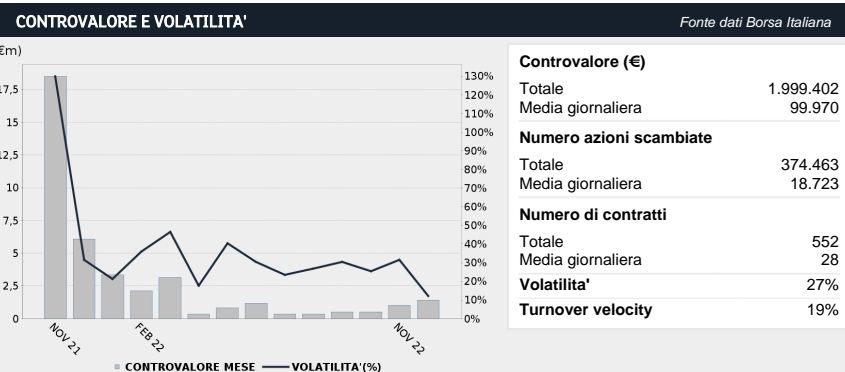 CONTROVALORE E VOLATILITA'
Fonte dati Borsa Italiana
€m)
17,5
15
12,5
10
7,5
5
2,5
0
130%
120%
110%
100%
90%
80%
70%
60%
50%
40%
30%
20%
10%
0%
NOV 21
FEB 22
NOV 22
CONTROVALORE MESE
VOLATILITA'(%)
Controvalore (€)
Totale 1.999.402
Media giornaliera 99.970
Numero azioni scambiate
Totale 374.463
Media giornaliera 18.723
Numero di contratti
Totale 552
Media giornaliera 28
Volatilita' 27%
Turnover velocity 19%